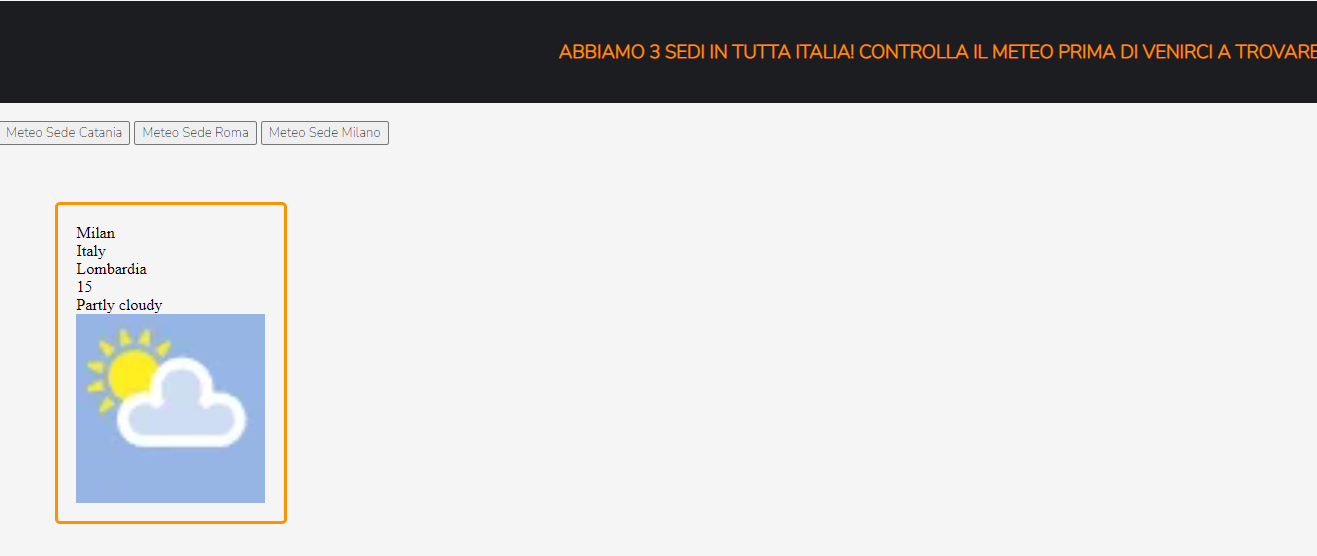 ABBIAMO 3 SEDI IN TUTTA ITALIA! CONTROLLA IL METEO PRIMA DI VENIRCI A TROVARE
Meteo Sede Catania Meteo Sede Roma Meteo Sede Milano
Milan
Italy
Lombardia
15
Partly cloudy